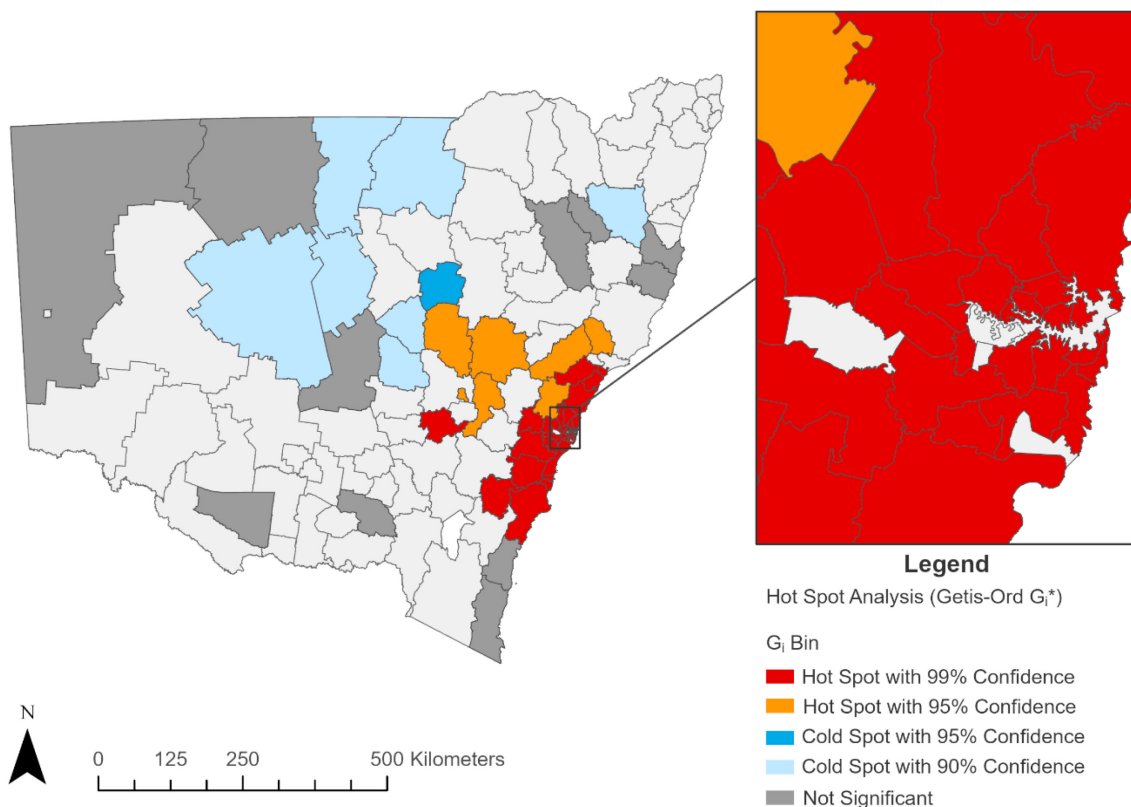 Legend
Hot Spot Analysis (Getis-Ord Gi*)
Gi Bin
Hot Spot with 99% Confidence
Hot Spot with 95% Confidence
Cold Spot with 95% Confidence
Cold Spot with 90% Confidence
Not Significant
N
0 125 250 500 Kilometers